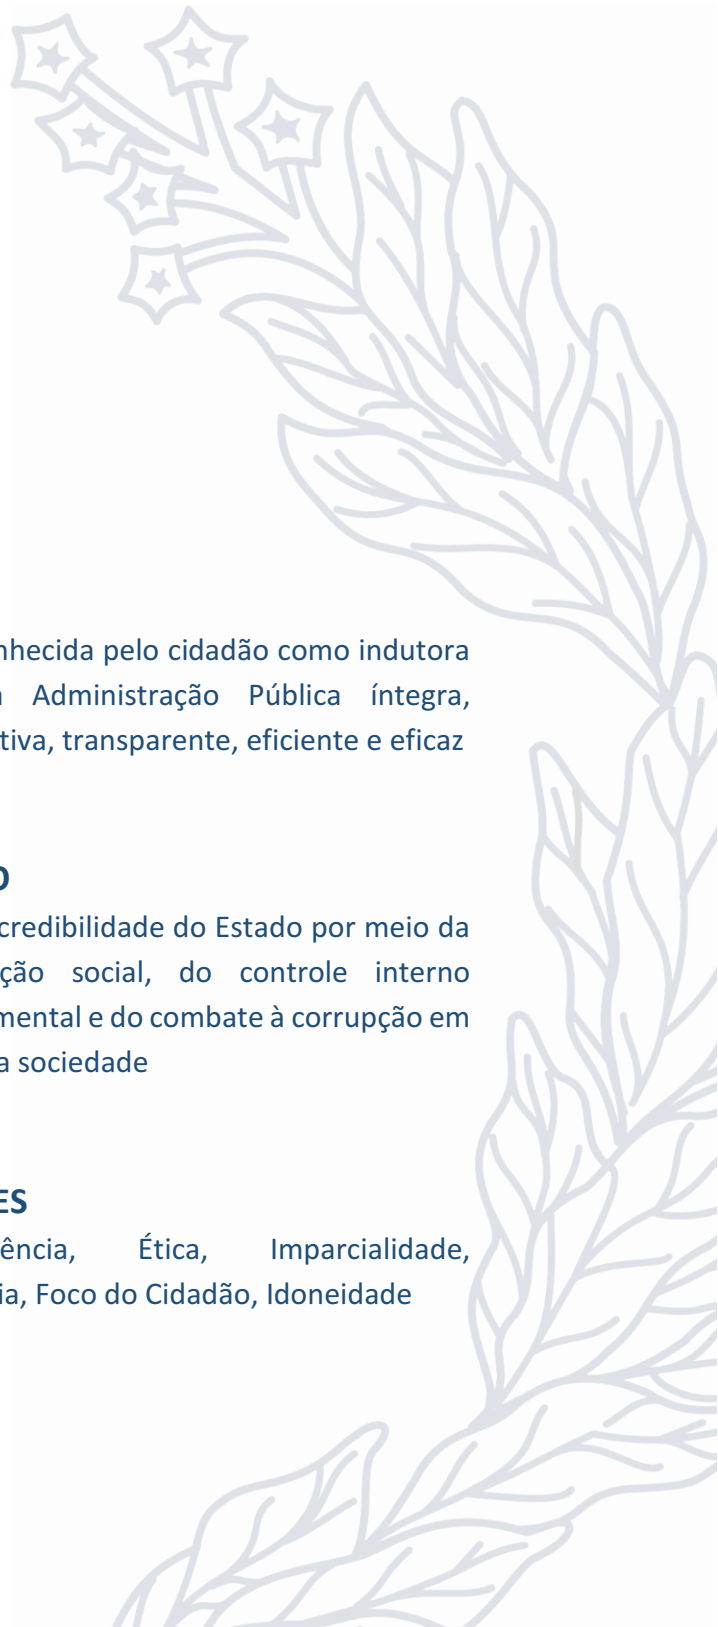 nhecida pelo cidadão como indutora
Administração Pública íntegra,
tiva, transparente, eficiente e eficaz
O
credibilidade do Estado por meio da
ção social, do controle interno
mental e do combate à corrupção em
a sociedade
ES
ência, Ética, Imparcialidade,
ia, Foco do Cidadão, Idoneidade